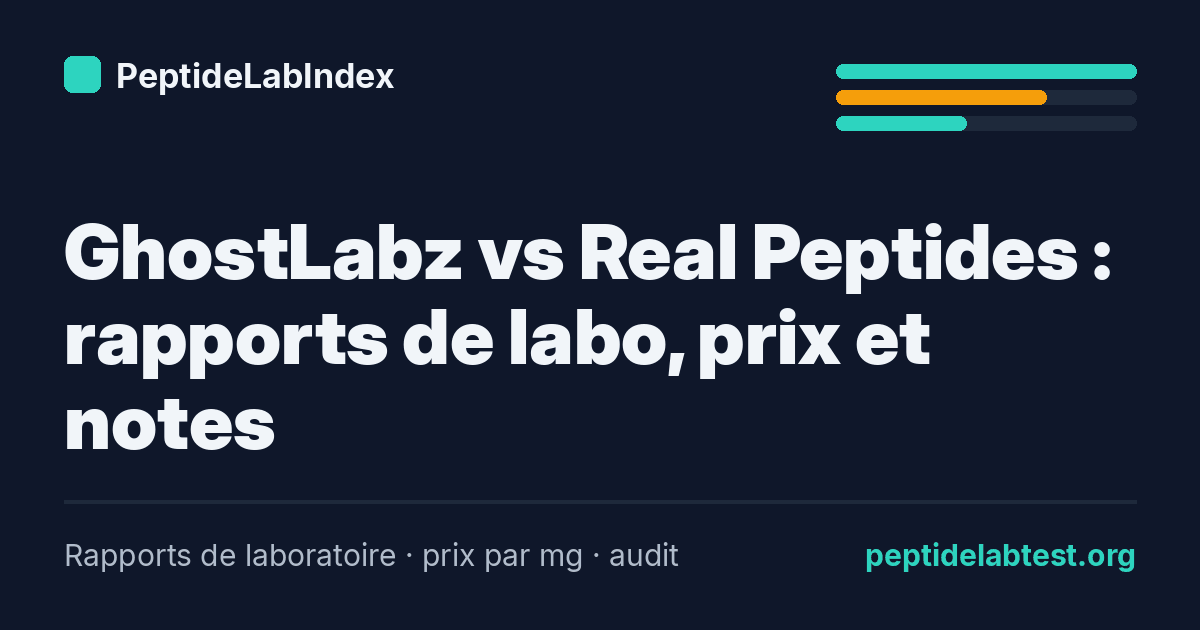 PeptideLabIndex
GhostLabz vs Real Peptides :
rapports de labo, prix et
notes
Rapports de laboratoire · prix par mg · audit
peptidelabtest.org